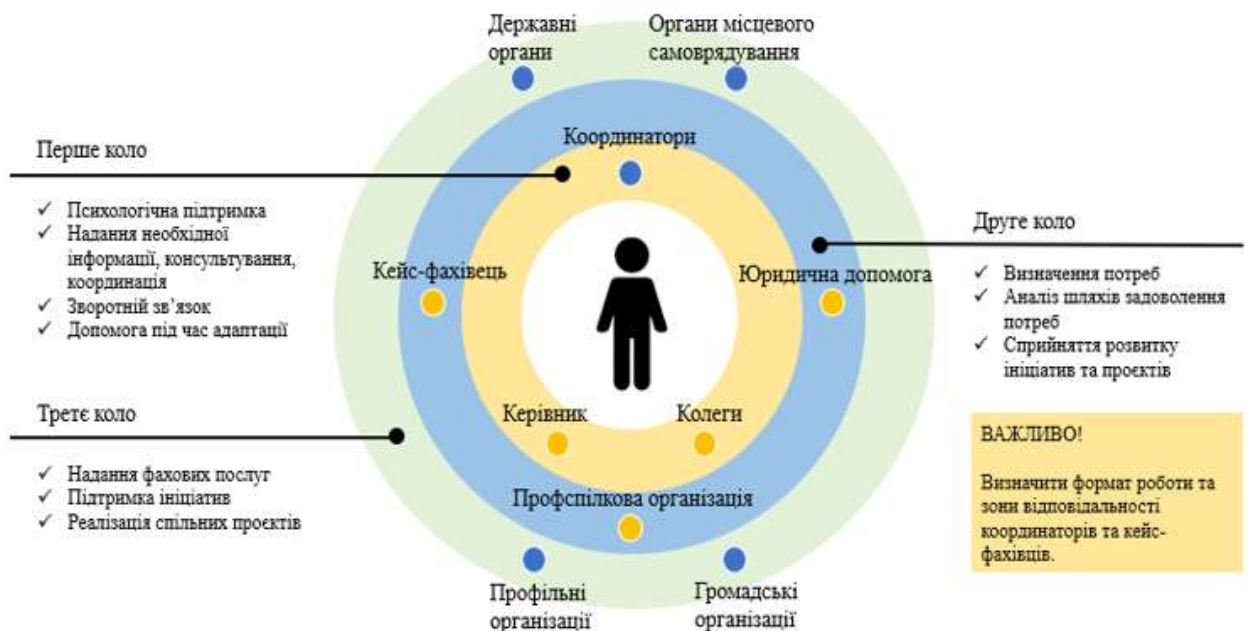 Державні
органи
Органи місцевого
самоврядування
Координатори
Перше коло
✓ Психологічна підтримка
✓ Надання необхідної
інформації, консультування,
координація
✓ Зворотній зв’язок
✓ Допомога під час адаптації
Кейс-фахівець
Юридична допомога
Друге коло
✓ Визначення потреб
✓ Аналіз шляхів задоволення
потреб
✓ Сприйняття розвитку
ініціатив та проєктів
Третє коло
✓ Надання фахових послуг
✓ Підтримка ініціатив
✓ Реалізація спільних проєктів
Керівник
Колеги
Профспілкова організація
ВАЖЛИВО!
Визначити формат роботи та
зони відповідальності
координаторів та кейс-
фахівців.
Профільні
організації
Громадські
організації